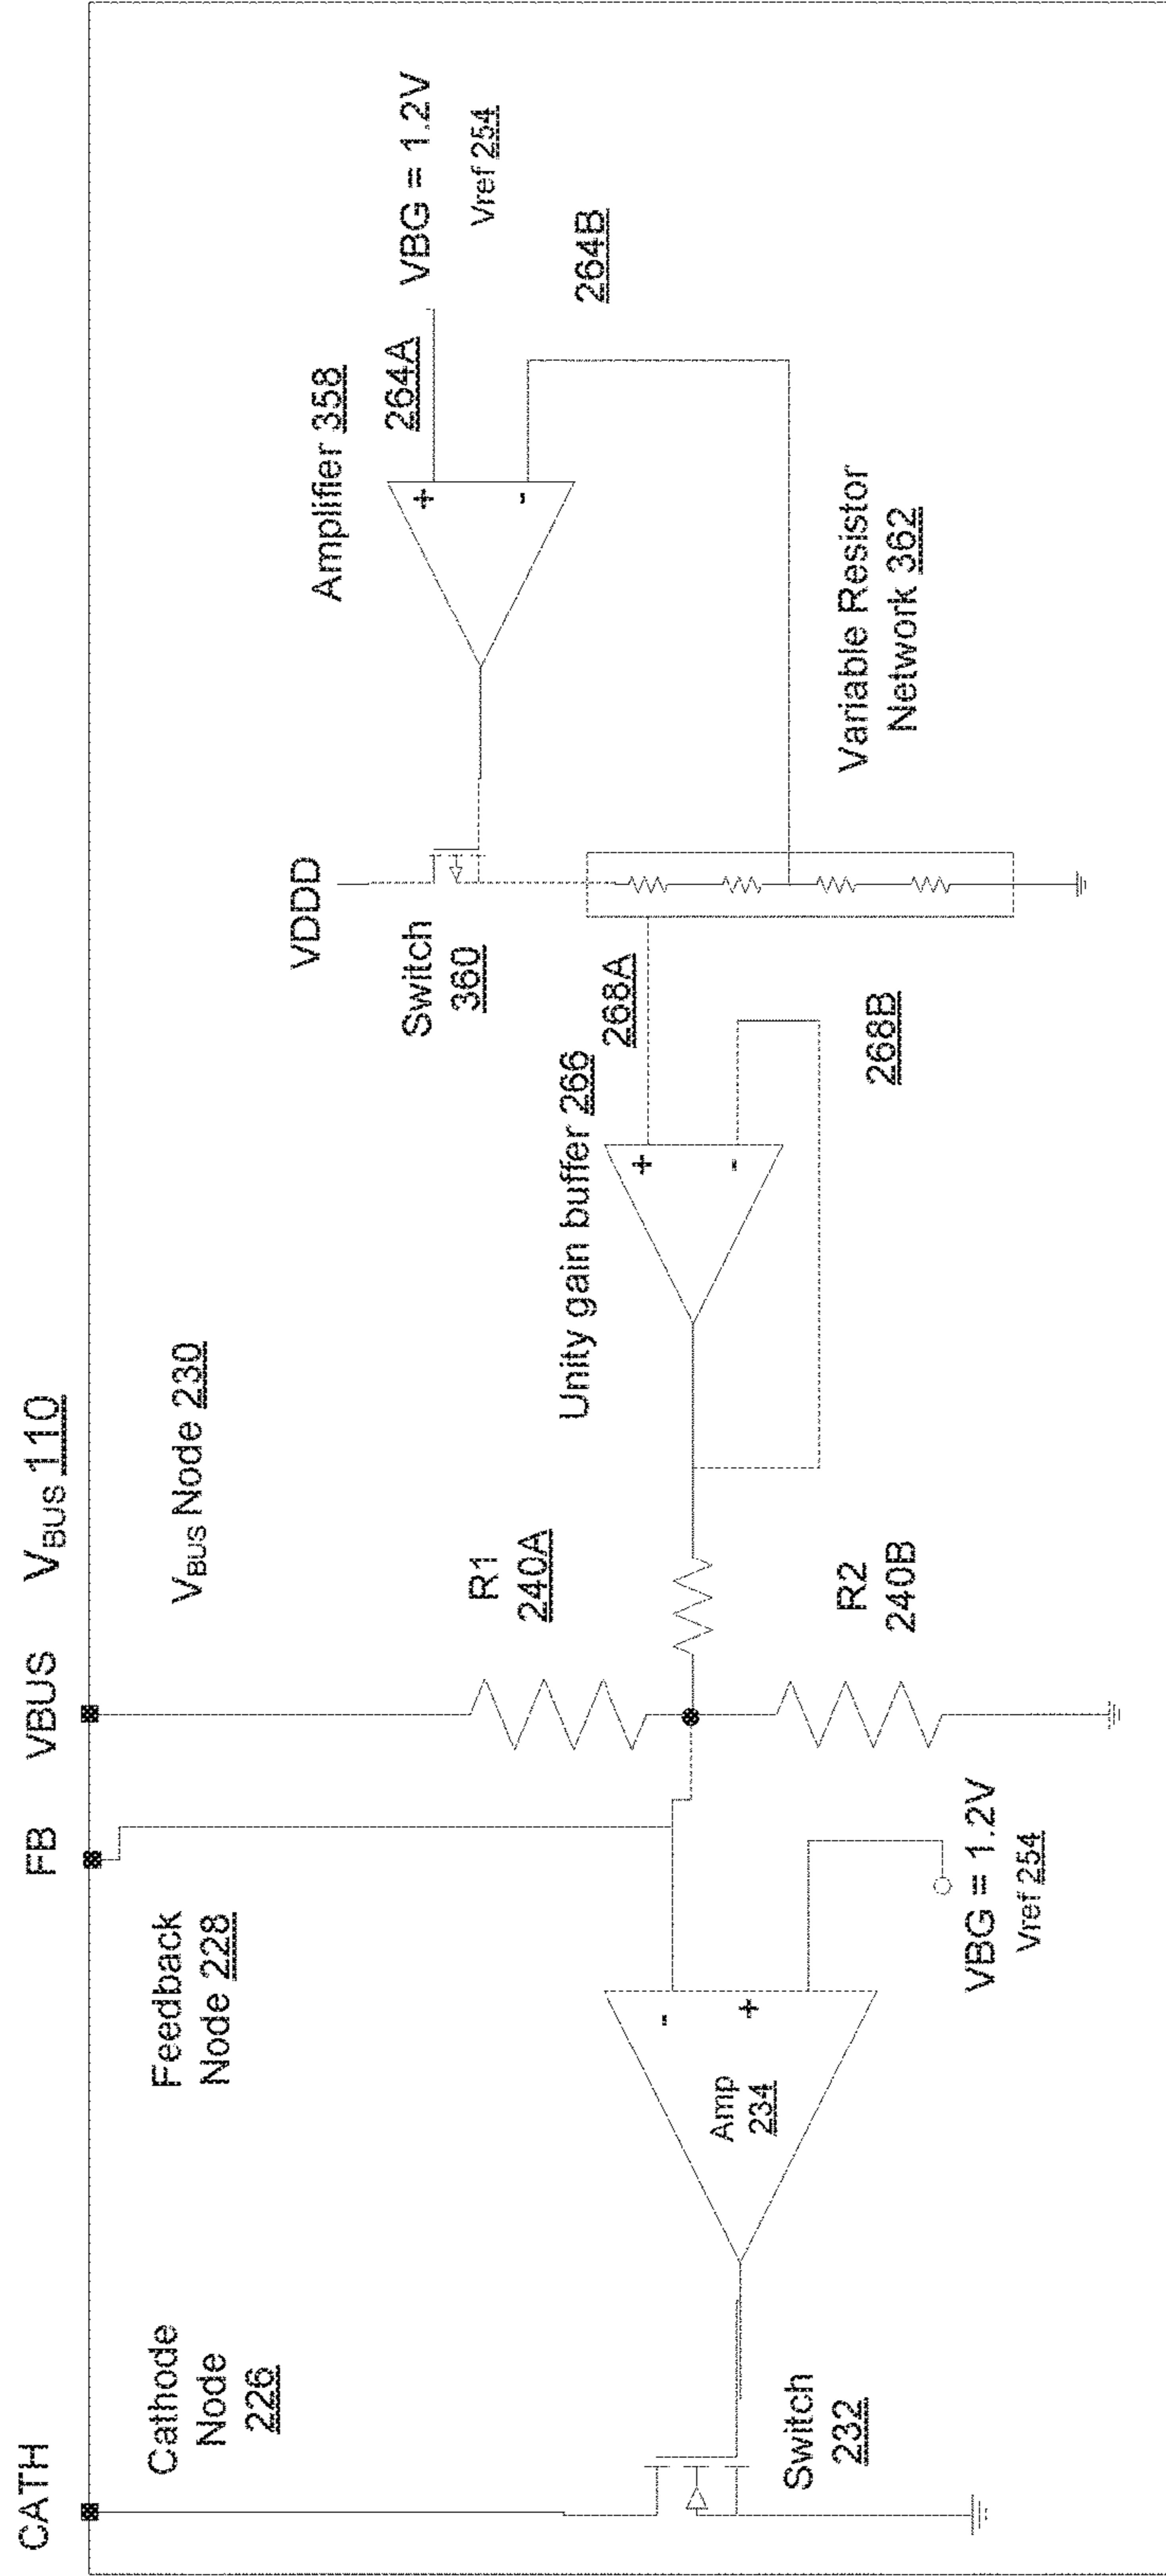 CATH
FB
VBUS
VBUS 110
Cathode
Node
226
Feedback
Node 228
VBUS Node 230
VDDD
Amplifier 358
Switch
360
264A
VBG = 1.2V
Vref 254
R1
240A
Unity gain buffer 266
268A
264B
+
-
+
-
-
+
Amp
234
Switch
232
R2
240B
268B
Variable Resistor
Network 362
VBG = 1.2V
Vref 254